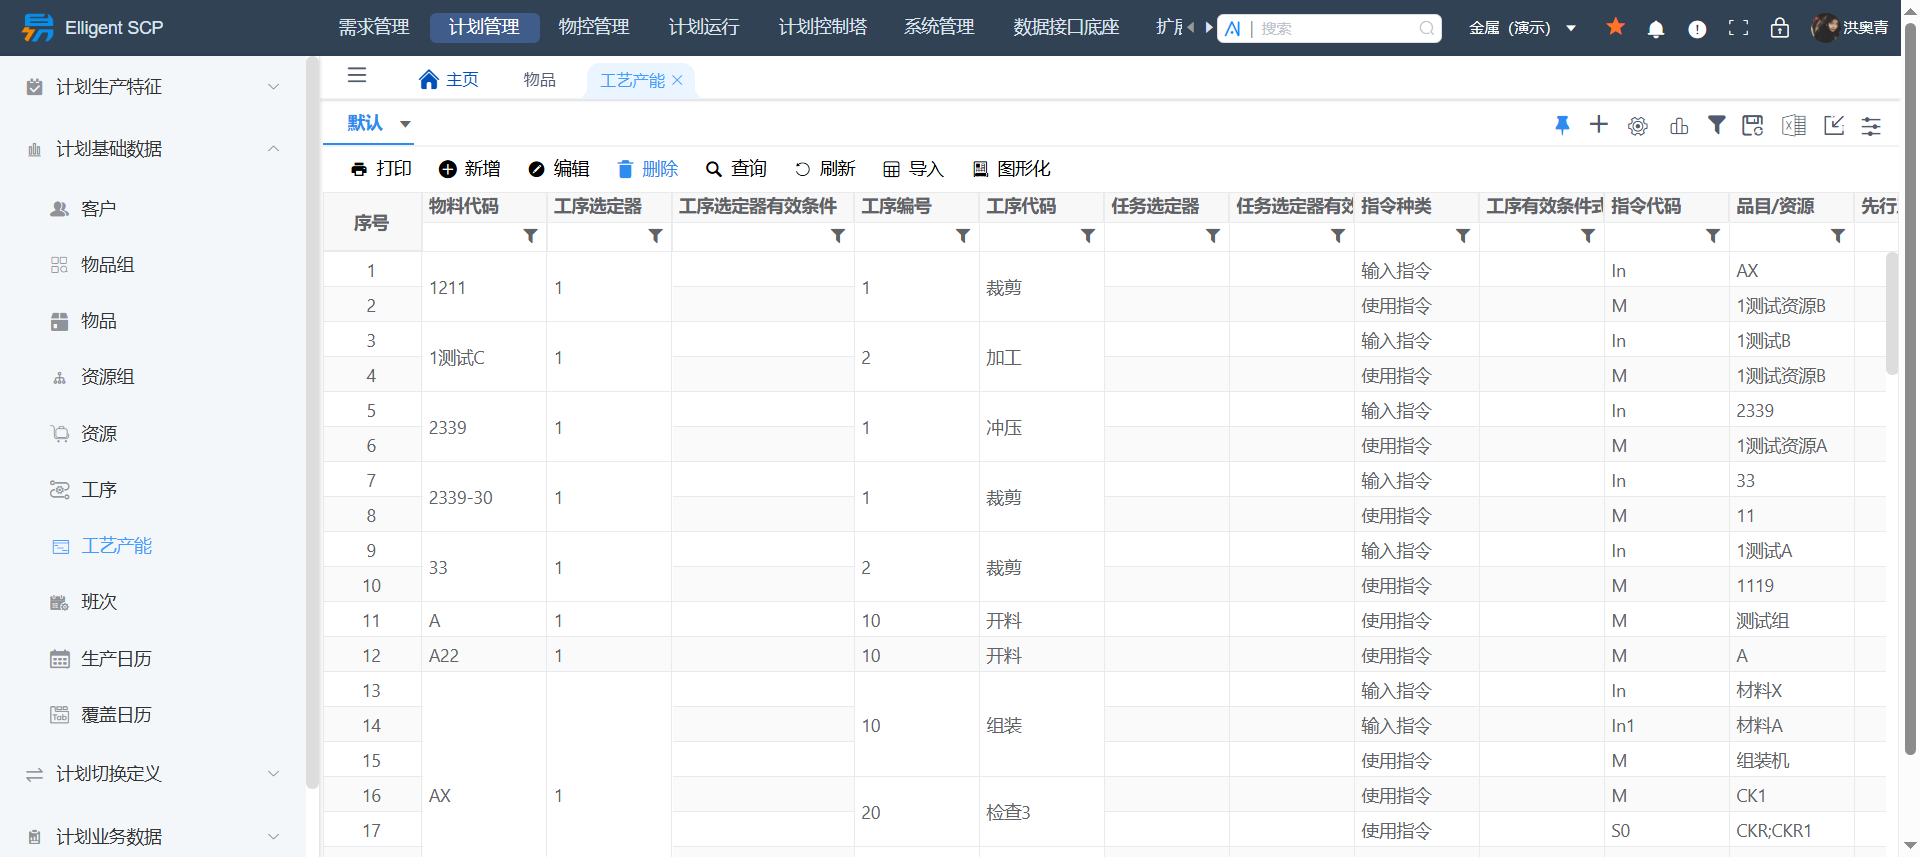 Elligent SCP
需求管理 计划管理 物控管理 计划运行 计划控制塔 系统管理 数据接口底座
AI | 搜索
金属 (演示)
洪奥青
计划生产特征
计划基础数据
客户
物品组
物品
资源组
资源
工序
工艺产能
班次
生产日历
Tab
覆盖日历
计划切换定义
计划业务数据
主页 物品 工艺产能
默认
打印 新增 编辑 删除 查询 刷新 导入 图形化
序号 物料代码 工序选定器 工序选定器有效条件 工序编号 工序代码 任务选定器 任务选定器有效 指令种类 工序有效条件式 指令代码 品目/资源 先行
1 1211 1 1 裁剪 输入指令 In AX
2 使用指令 M 1测试资源B
3 1测试C 1 2 加工 输入指令 In 1测试B
4 使用指令 M 1测试资源B
5 2339 1 1 冲压 输入指令 In 2339
6 使用指令 M 1测试资源A
7 2339-30 1 1 裁剪 输入指令 In 33
8 使用指令 M 11
9 33 1 2 裁剪 输入指令 In 1测试A
10 使用指令 M 1119
11 A 1 10 开料 使用指令 M 测试组
12 A22 1 10 开料 使用指令 M A
13 输入指令 In 材料X
14 10 组装 输入指令 In1 材料A
15 使用指令 M 组装机
16 AX 1 使用指令 M CK1
20 检查3
17 使用指令 S0 CKR;CKR1